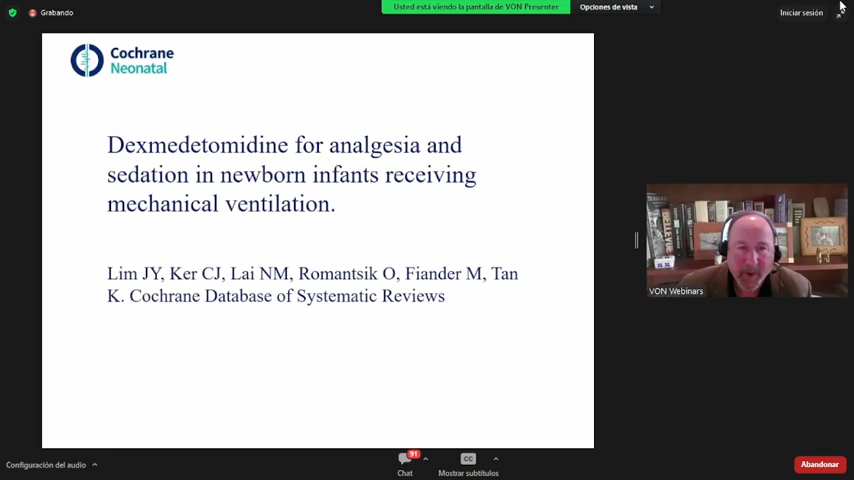 Grabando
Usted está viendo la pantalla de VON Presenter
Opciones de vista
Iniciar sesión
Cochrane
Neonatal
Dexmedetomidine for analgesia and
sedation in newborn infants receiving
mechanical ventilation.
Lim JY, Ker CJ, Lai NM, Romantsik O, Fiander M, Tan
K. Cochrane Database of Systematic Reviews
VON Webinars
Configuración del audio
91
Chat
CC
Mostrar subtítulos
Abandonar